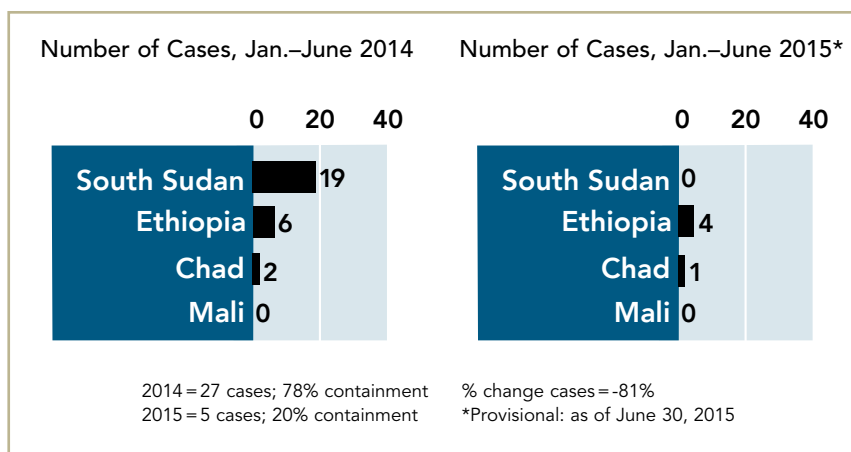 Number of Cases, Jan.–June 2014
0 20 40
South Sudan 19
Ethiopia 6
Chad 2
Mali 0
Number of Cases, Jan.–June 2015*
0 20 40
South Sudan 0
Ethiopia 4
Chad 1
Mali 0
2014=27 cases; 78% containment
2015=5 cases; 20% containment
% change cases=-81%
*Provisional: as of June 30, 2015